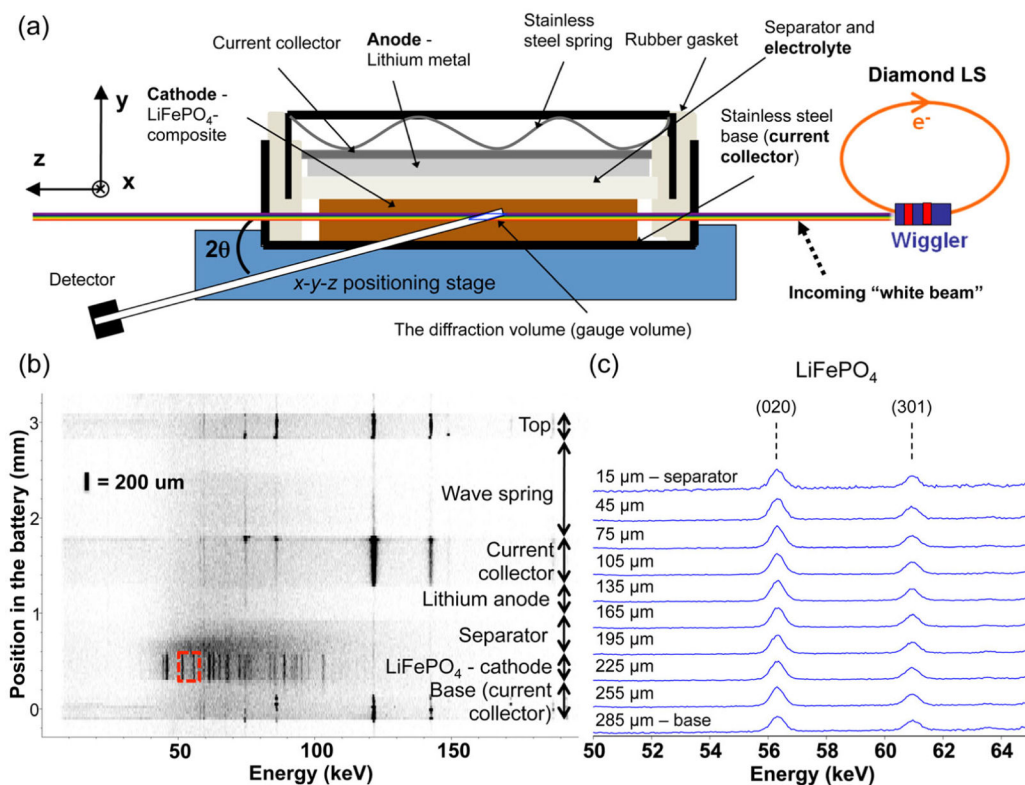 (a)
Current collector
Anode -
Lithium metal
Stainless
steel spring
Rubber gasket
Separator and
electrolyte
Diamond LS
e-
y
z
x
Cathode -
LiFePO4-
composite
Stainless steel
base (current
collector)
Wiggler
2θ
Detector
x-y-z positioning stage
Incoming “white beam”
The diffraction volume (gauge volume)
(b)
Position in the battery (mm)
3
2
1
0
= 200 um
Top
Wave spring
Current
collector
Lithium anode
Separator
LiFePO4 - cathode
Base (current
collector)
50
100
150
Energy (keV)
(c)
LiFePO4
(020)
(301)
15 µm – separator
45 µm
75 µm
105 µm
135 µm
165 µm
195 µm
225 µm
255 µm
285 µm – base
50
52
54
56
58
60
62
64
Energy (keV)